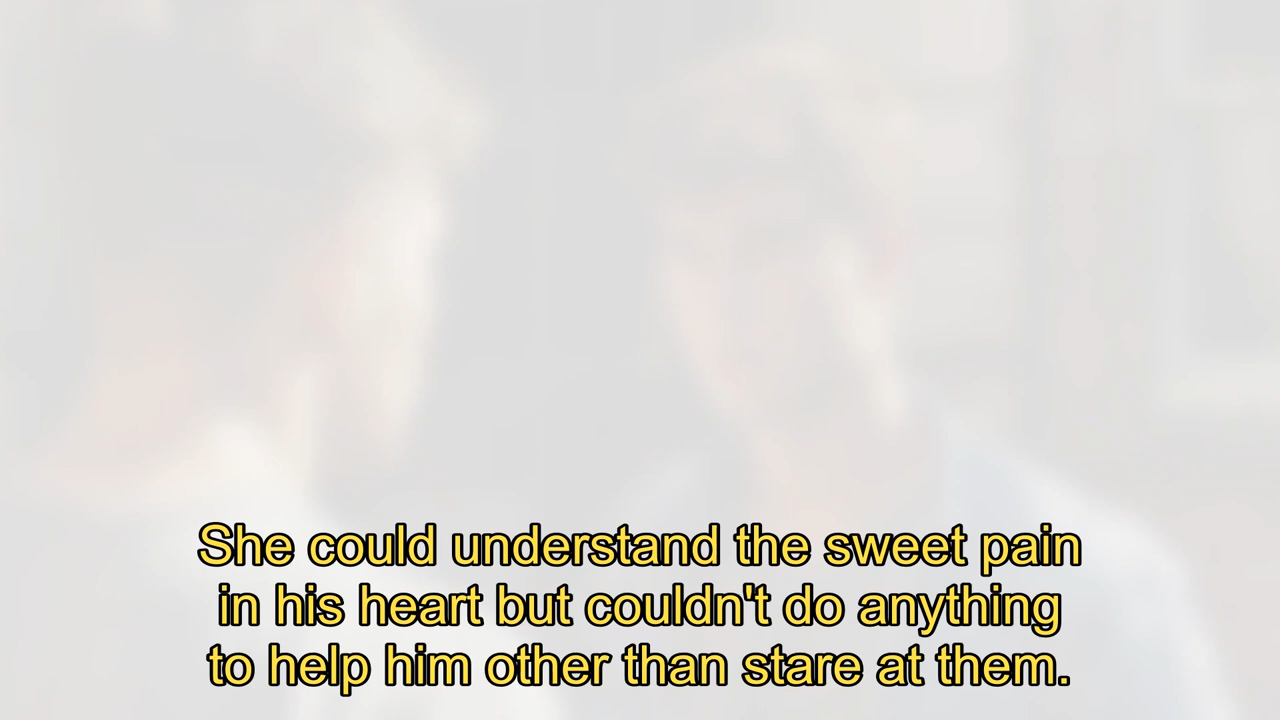 She could understand the sweet pain
in his heart but couldn't do anything
to help him other than stare at them.